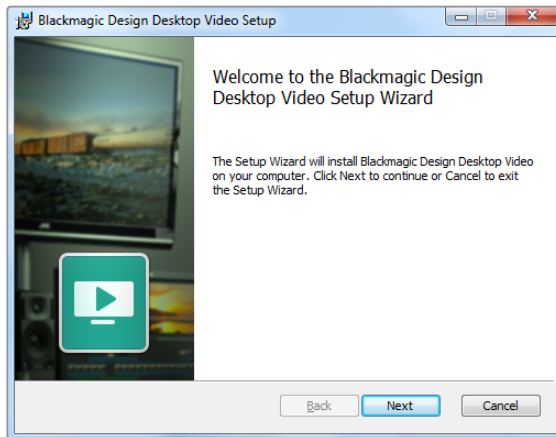 Blackmagic Design Desktop Video Setup
Welcome to the Blackmagic Design
Desktop Video Setup Wizard
The Setup Wizard will install Blackmagic Design Desktop Video
on your computer. Click Next to continue or Cancel to exit
the Setup Wizard.
Back
Next
Cancel